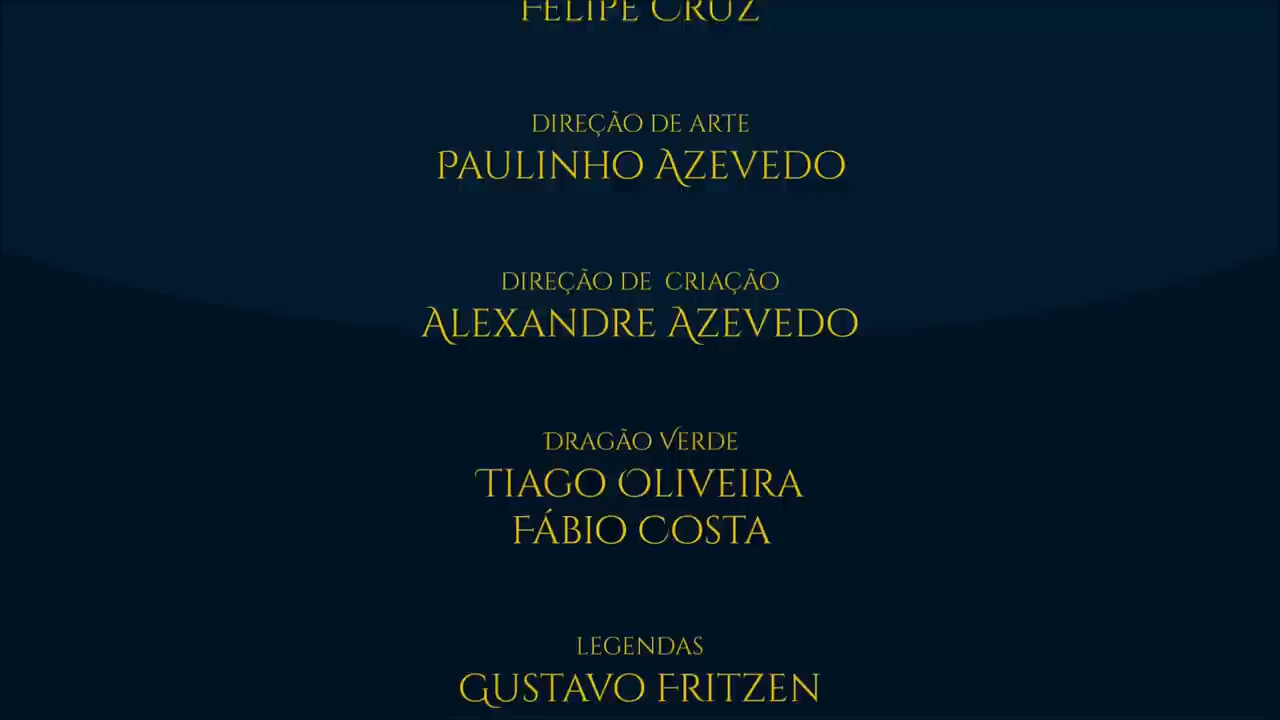 Felipe Cruz
direção de arte
Paulinho Azevedo
direção de criação
Alexandre Azevedo
Dragão Verde
Tiago Oliveira
Fábio Costa
legendas
Gustavo Fritzen